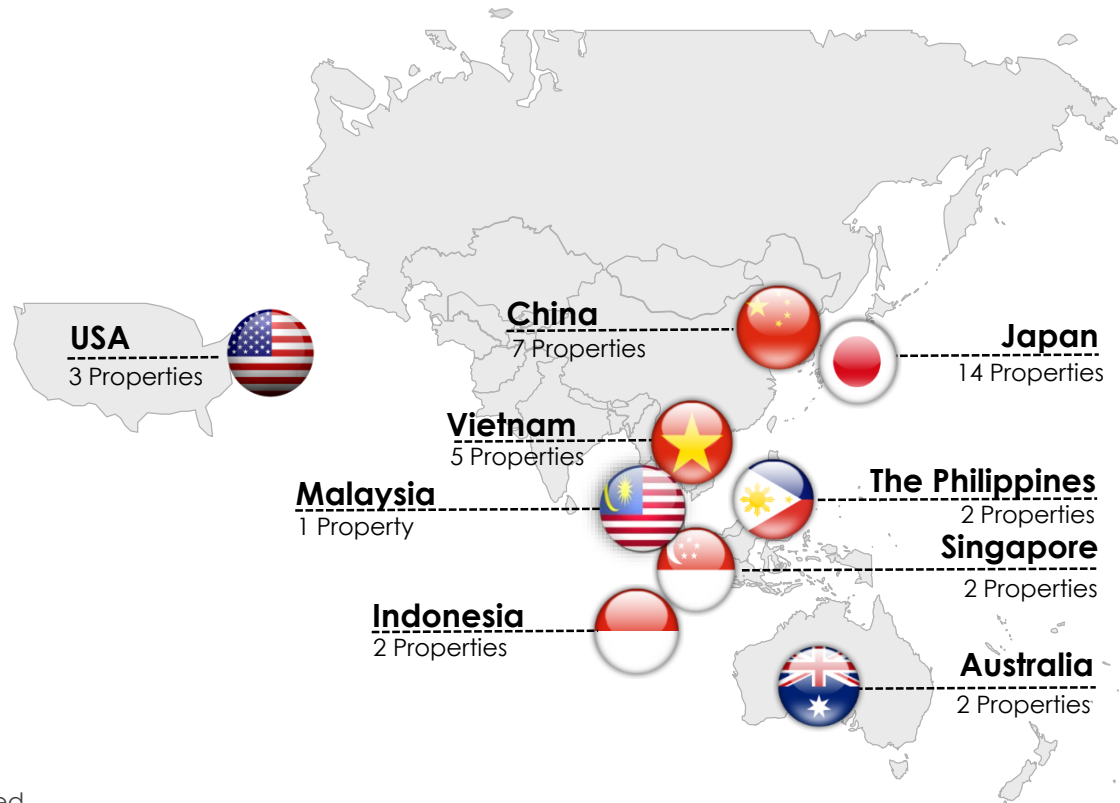 USA
3 Properties
China
7 Properties
Japan
14 Properties
Vietnam
5 Properties
Malaysia
1 Property
The Philippines
2 Properties
Singapore
2 Properties
Indonesia
2 Properties
Australia
2 Properties